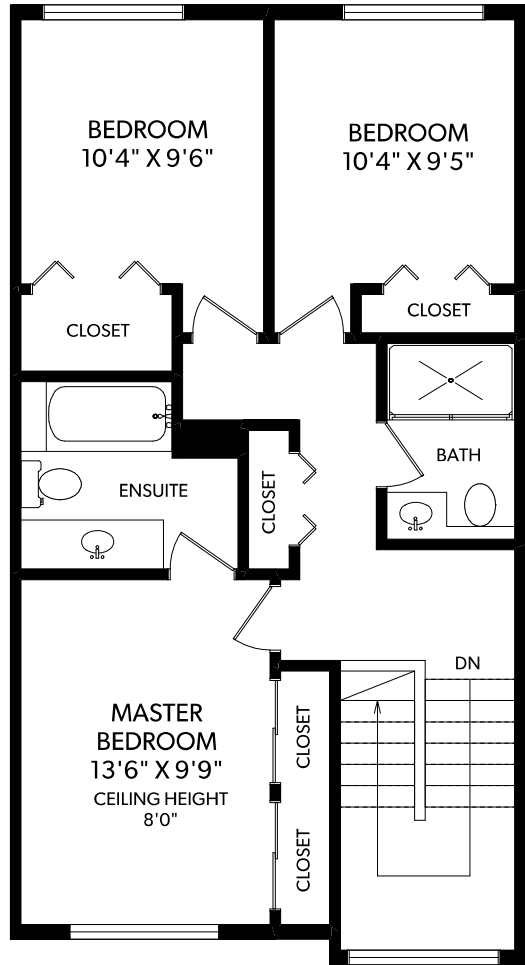 BEDROOM
10'4" X 9'6"
BEDROOM
10'4" X 9'5"
CLOSET
CLOSET
BATH
ENSUITE
CLOSET
DN
MASTER
BEDROOM
13'6" X 9'9"
CEILING HEIGHT
8'0"
CLOSET
CLOSET